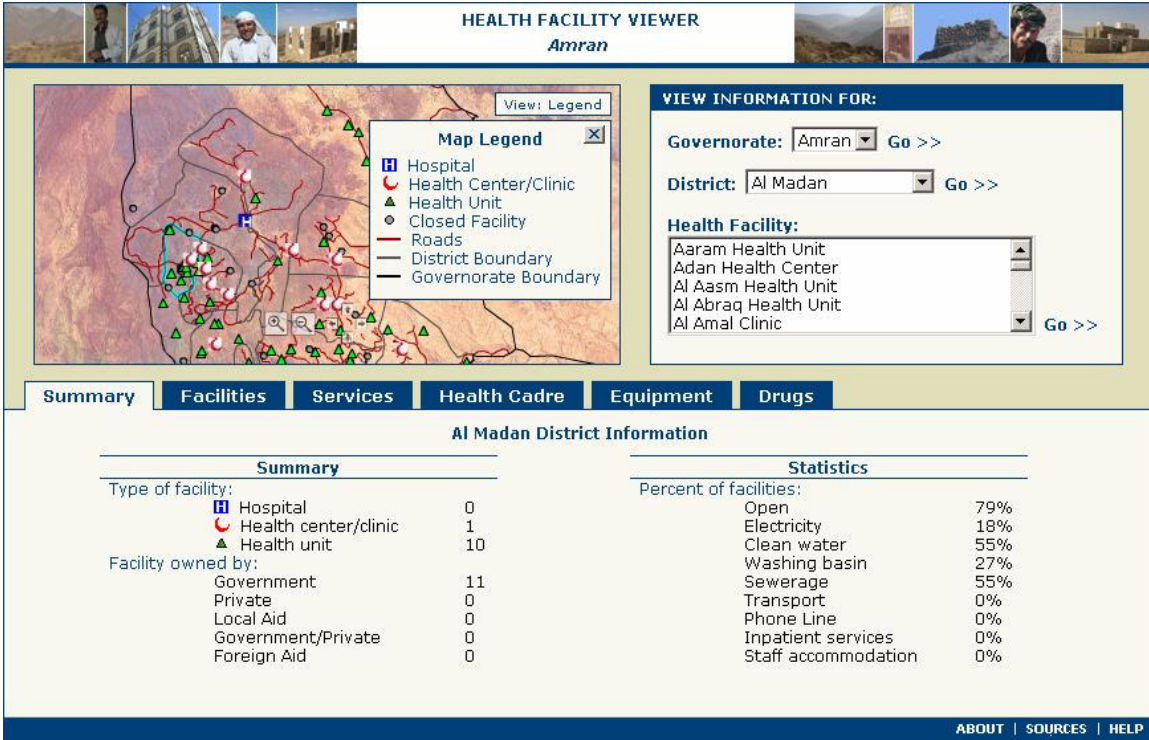 HEALTH FACILITY VIEWER
Amran
View: Legend
Map Legend
H Hospital
Health Center/Clinic
Health Unit
Closed Facility
Roads
District Boundary
Governorate Boundary
H
VIEW INFORMATION FOR:
Governorate: Amran Go >>
District: Al Madan Go >>
Health Facility:
Aaram Health Unit
Adan Health Center
Al Aasm Health Unit
Al Abraq Health Unit
Al Amal Clinic
Go >>
Summary Facilities Services Health Cadre Equipment Drugs
Al Madan District Information
Summary
Type of facility:
H Hospital 0
Health center/clinic 1
Health unit 10
Facility owned by:
Government 11
Private 0
Local Aid 0
Government/Private 0
Foreign Aid 0
Statistics
Percent of facilities:
Open 79%
Electricity 18%
Clean water 55%
Washing basin 27%
Sewerage 55%
Transport 0%
Phone Line 0%
Inpatient services 0%
Staff accommodation 0%
ABOUT | SOURCES | HELP